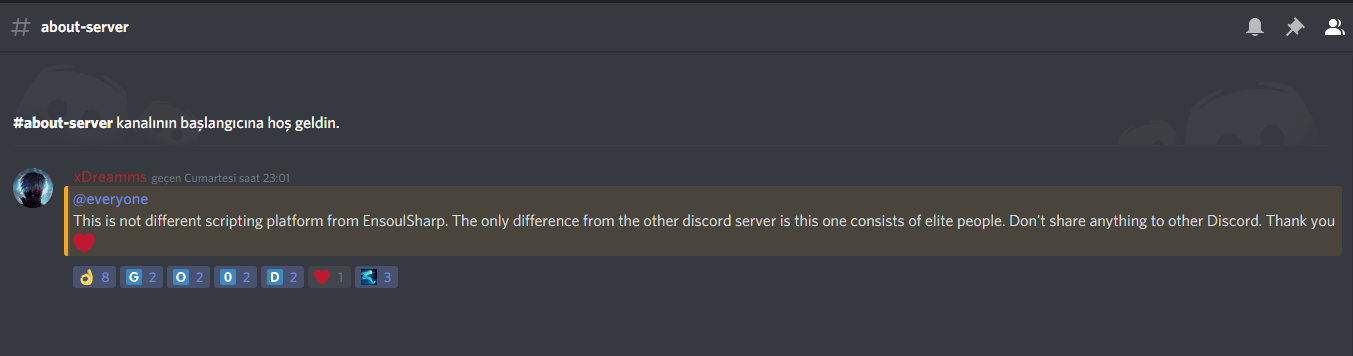 # about-server
#about-server kanalının başlangıcına hoş geldin.
xDreamms geçen Cumartesi saat 23:01
@everyone
This is not different scripting platform from EnsoulSharp. The only difference from the other discord server is this one consists of elite people. Don't share anything to other Discord. Thank you
8 G 2 O 2 0 2 D 2 1 3